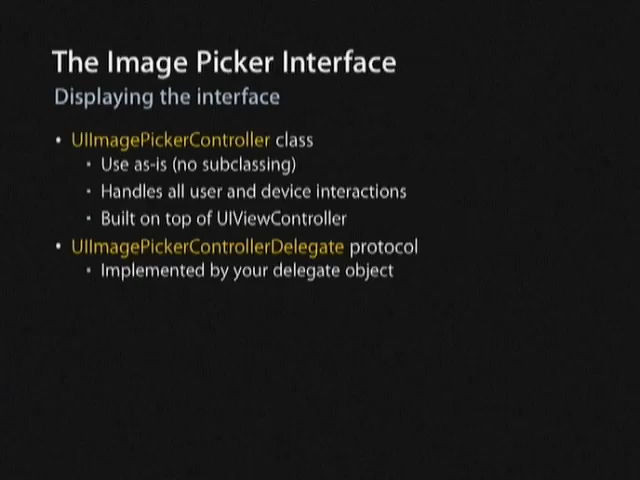 The Image Picker Interface
Displaying the interface
• UIImagePickerController class
• Use as-is (no subclassing)
• Handles all user and device interactions
• Built on top of UIViewController
• UIImagePickerControllerDelegate protocol
• Implemented by your delegate object